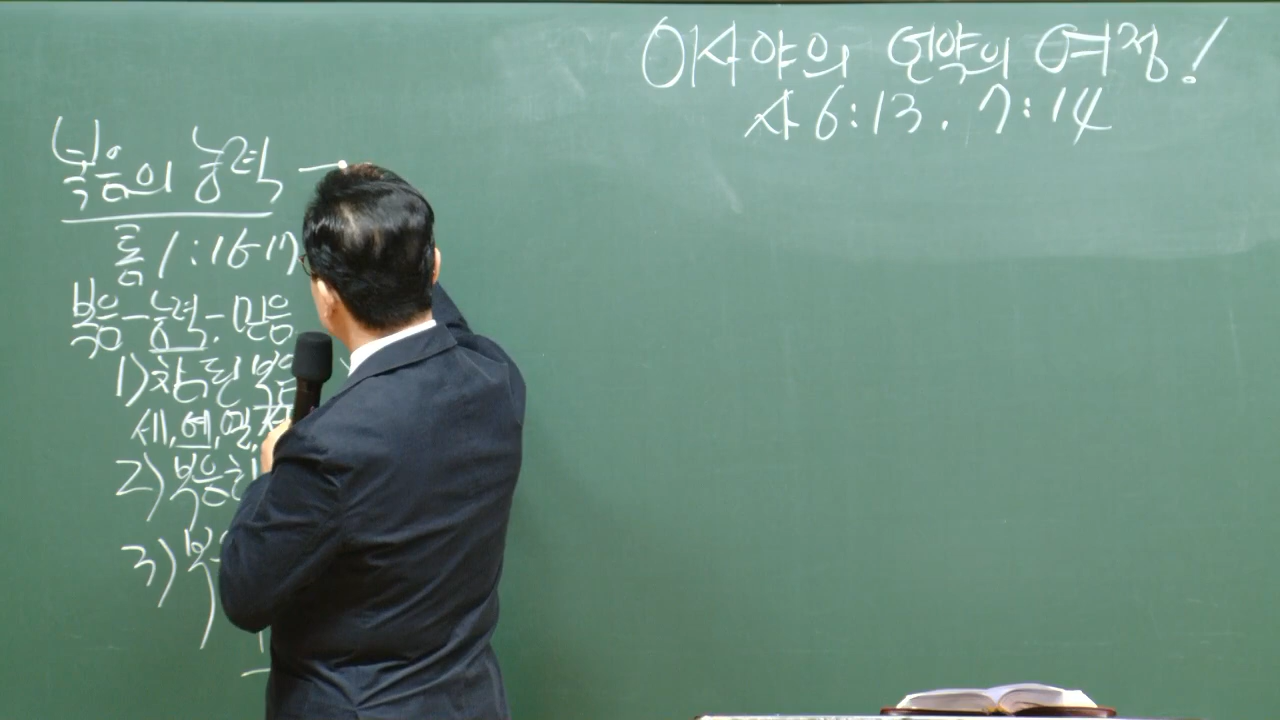 이사야의 언약의 여정!
사 6:13. 7:14
복음의 능력 →
롬 1:16-17
복음-능력-믿음
1) 참된 복음
세, 예, 밀,
2) 복음
3)